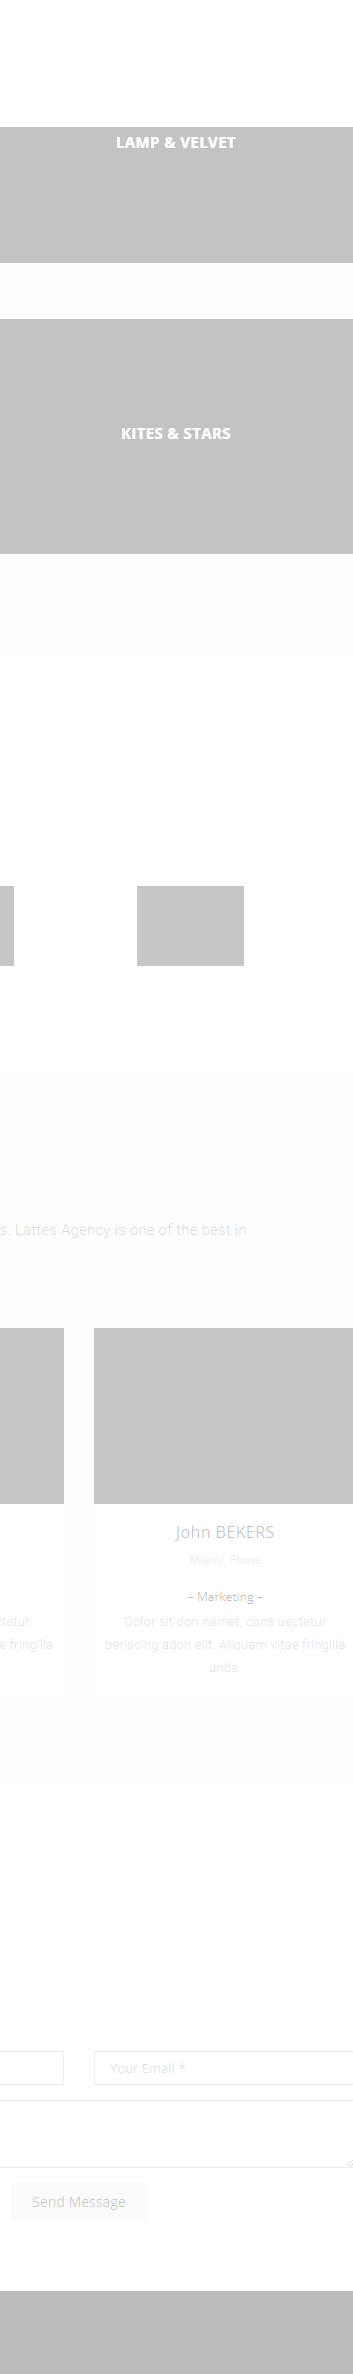 LAMP & VELVET
KITES & STARS
s. Lattes Agency is one of the best in
John BEKERS
Miami, Floria
– Marketing –
tetur
Dolor sit don namet, cons uectetur
e fringilla
beriscing adon elit. Aliquam vitae fringilla
unda.
Your Email *
Send Message